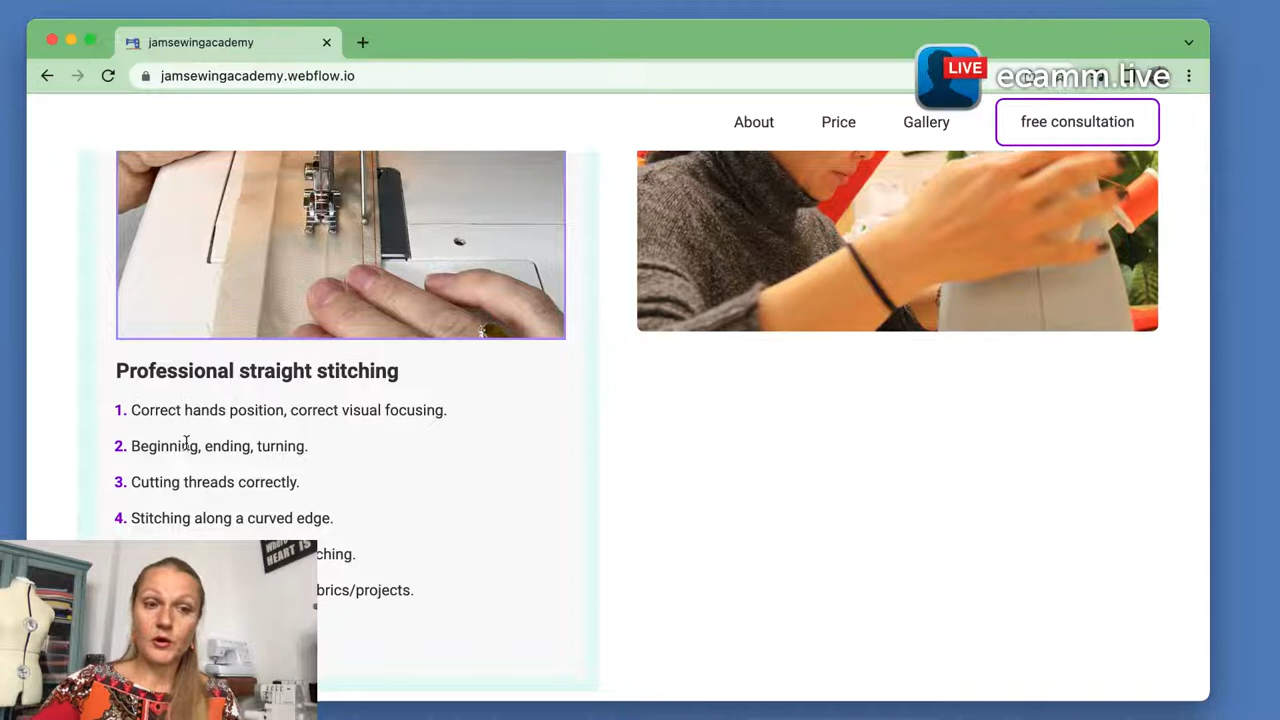 jamsewingacademy
jamsewingacademy.webflow.io
LIVE
ecamm.live
About
Price
Gallery
free consultation
Professional straight stitching
1. Correct hands position, correct visual focusing.
2. Beginning, ending, turning.
3. Cutting threads correctly.
4. Stitching along a curved edge.
ching.
brics/projects.
HEART IS